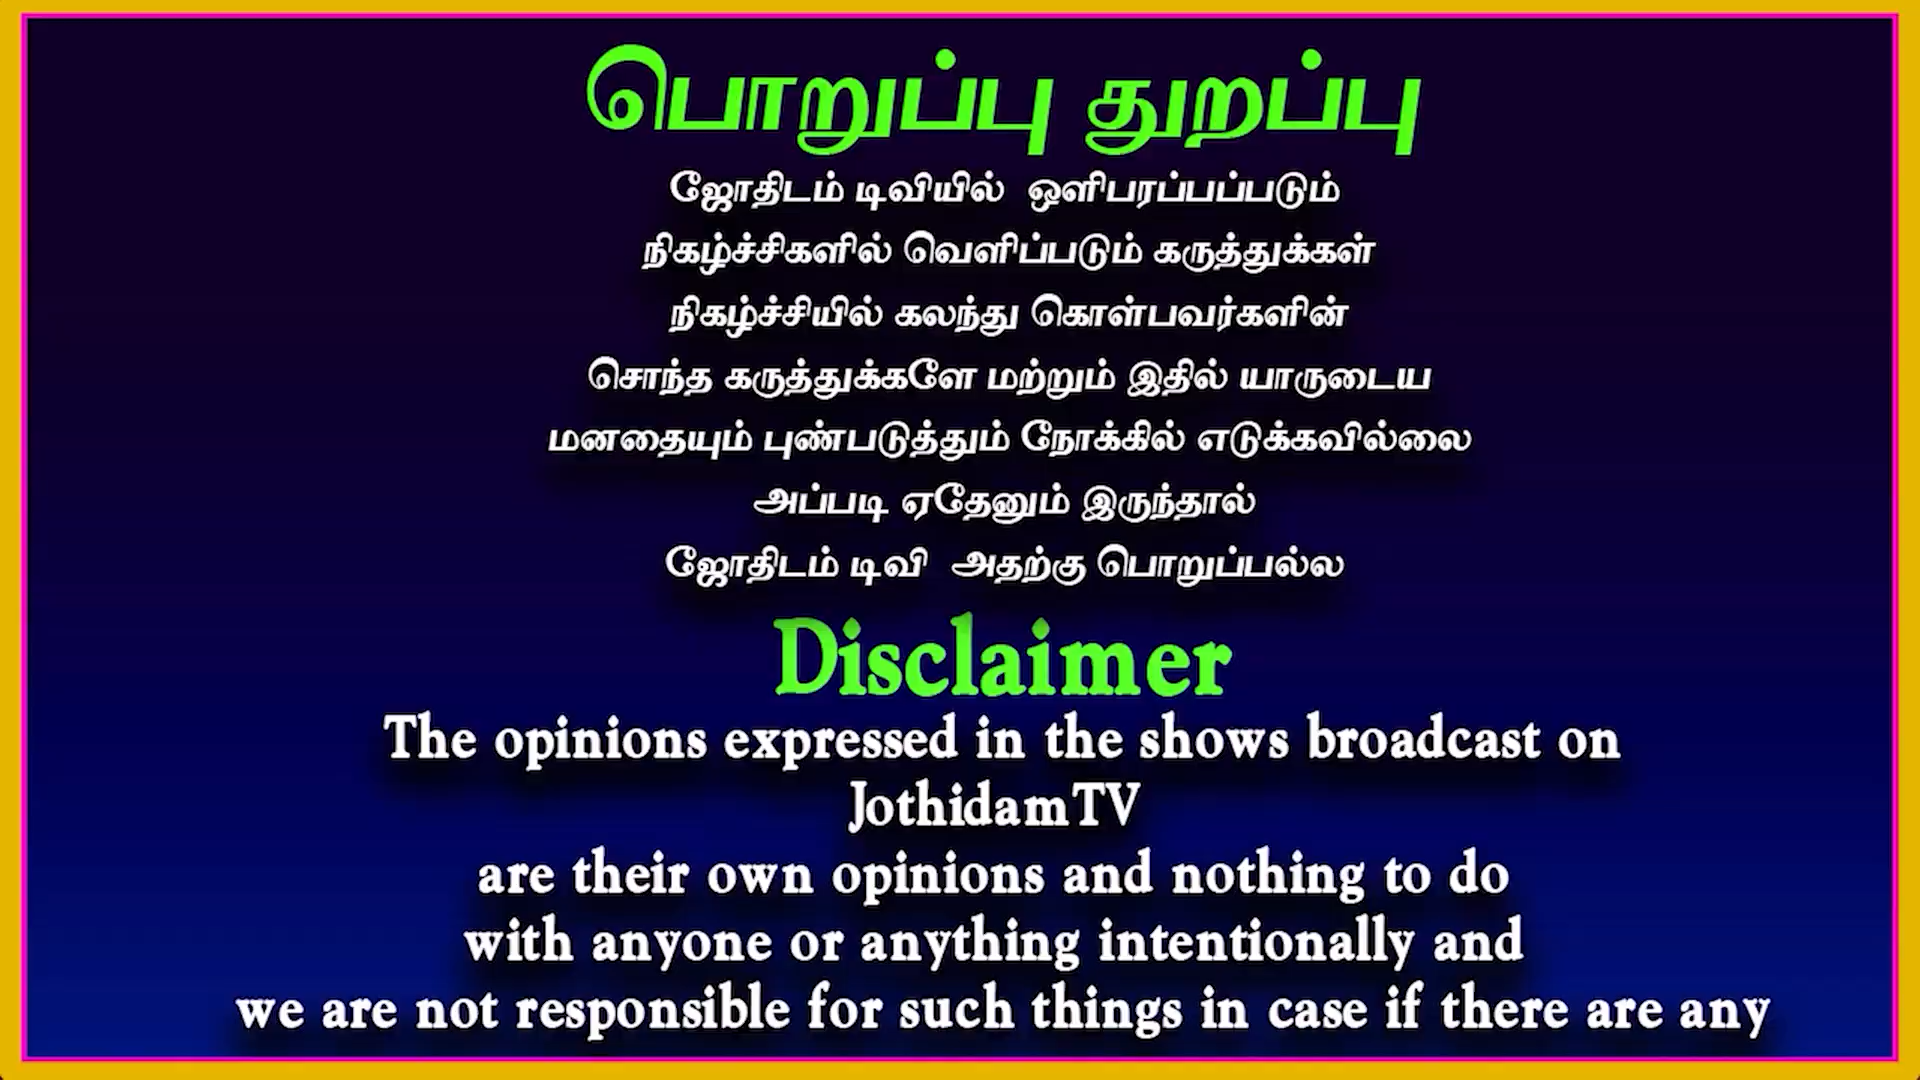 பொறுப்பு துறப்பு
ஜோதிடம் டிவியில் ஒளிபரப்பப்படும்
நிகழ்ச்சிகளில் வெளிப்படும் கருத்துக்கள்
நிகழ்ச்சியில் கலந்து கொள்பவர்களின்
சொந்த கருத்துக்களே மற்றும் இதில் யாருடைய
மனதையும் புண்படுத்தும் நோக்கில் எடுக்கவில்லை
அப்படி ஏதேனும் இருந்தால்
ஜோதிடம் டிவி அதற்கு பொறுப்பல்ல
Disclaimer
The opinions expressed in the shows broadcast on
JothidamTV
are their own opinions and nothing to do
with anyone or anything intentionally and
we are not responsible for such things in case if there are any